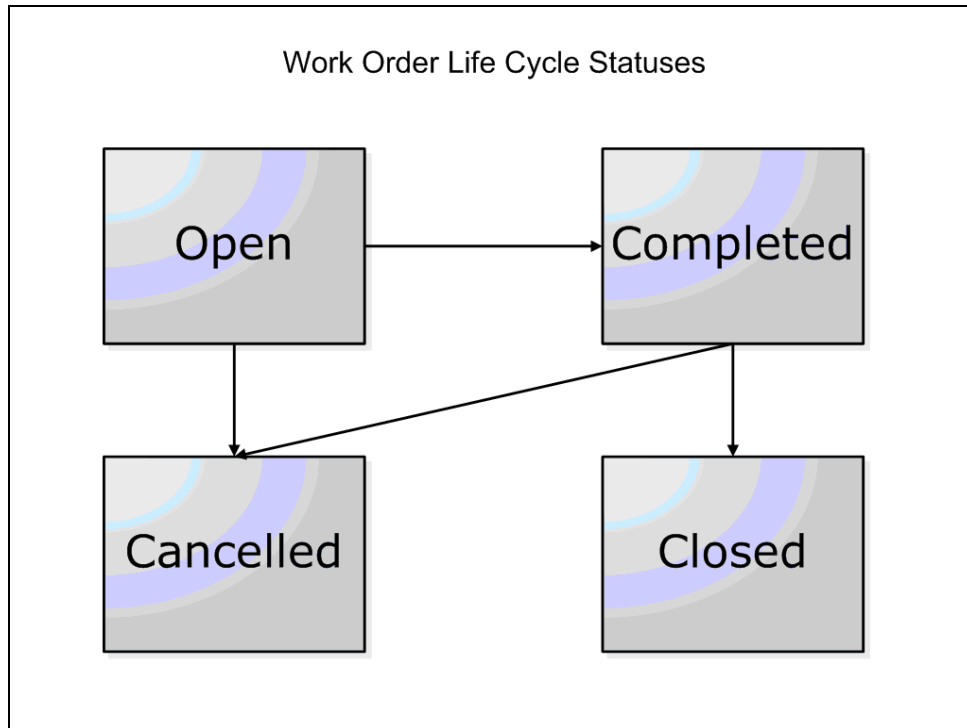 Work Order Life Cycle Statuses
Open
Completed
Cancelled
Closed